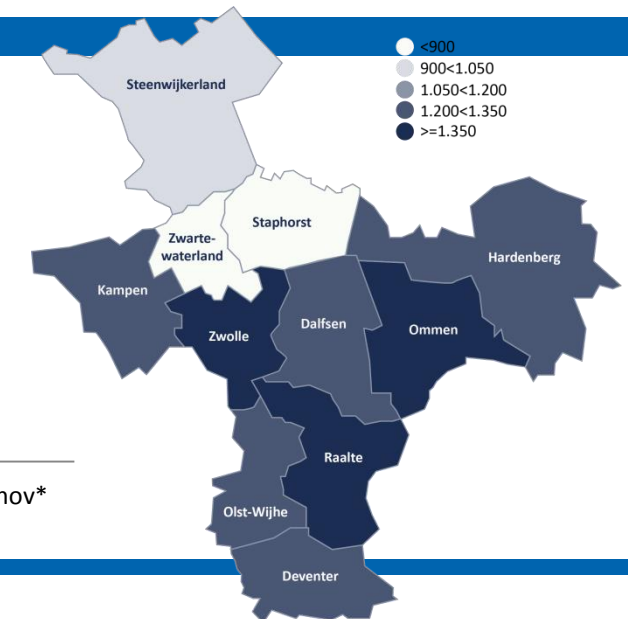 <900
900<1.050
1.050<1.200
1.200<1.350
>=1.350
Steenwijkerland
Staphorst
Zwarte-
waterland
Hardenberg
Kampen
Dalfsen
Ommen
Zwolle
Raalte
nov*
Olst-Wijhe
Deventer